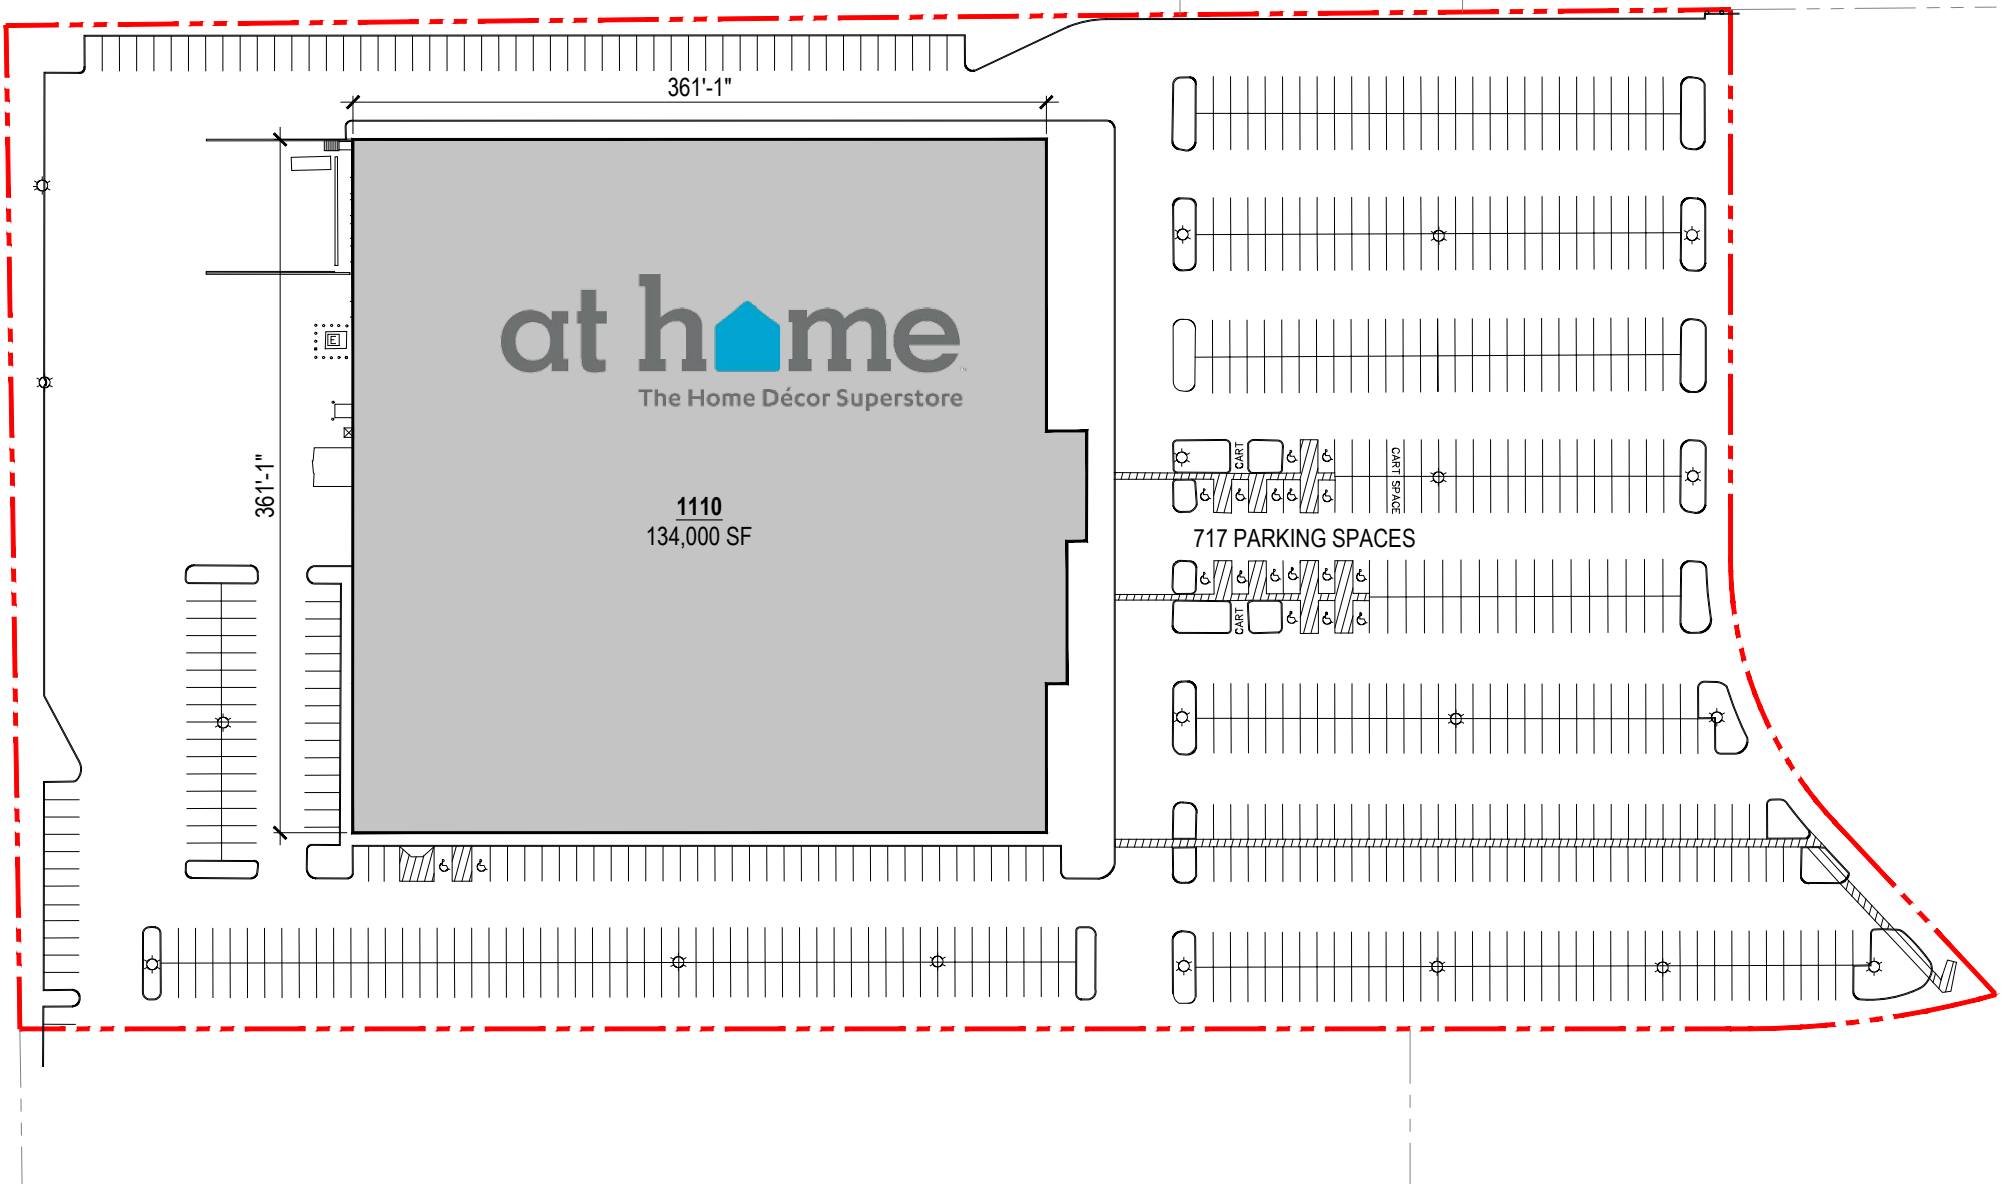 361'-1"
at home
The Home Décor Superstore
E
361'-1"
1110
134,000 SF
CART
CART SPACE
717 PARKING SPACES
CART